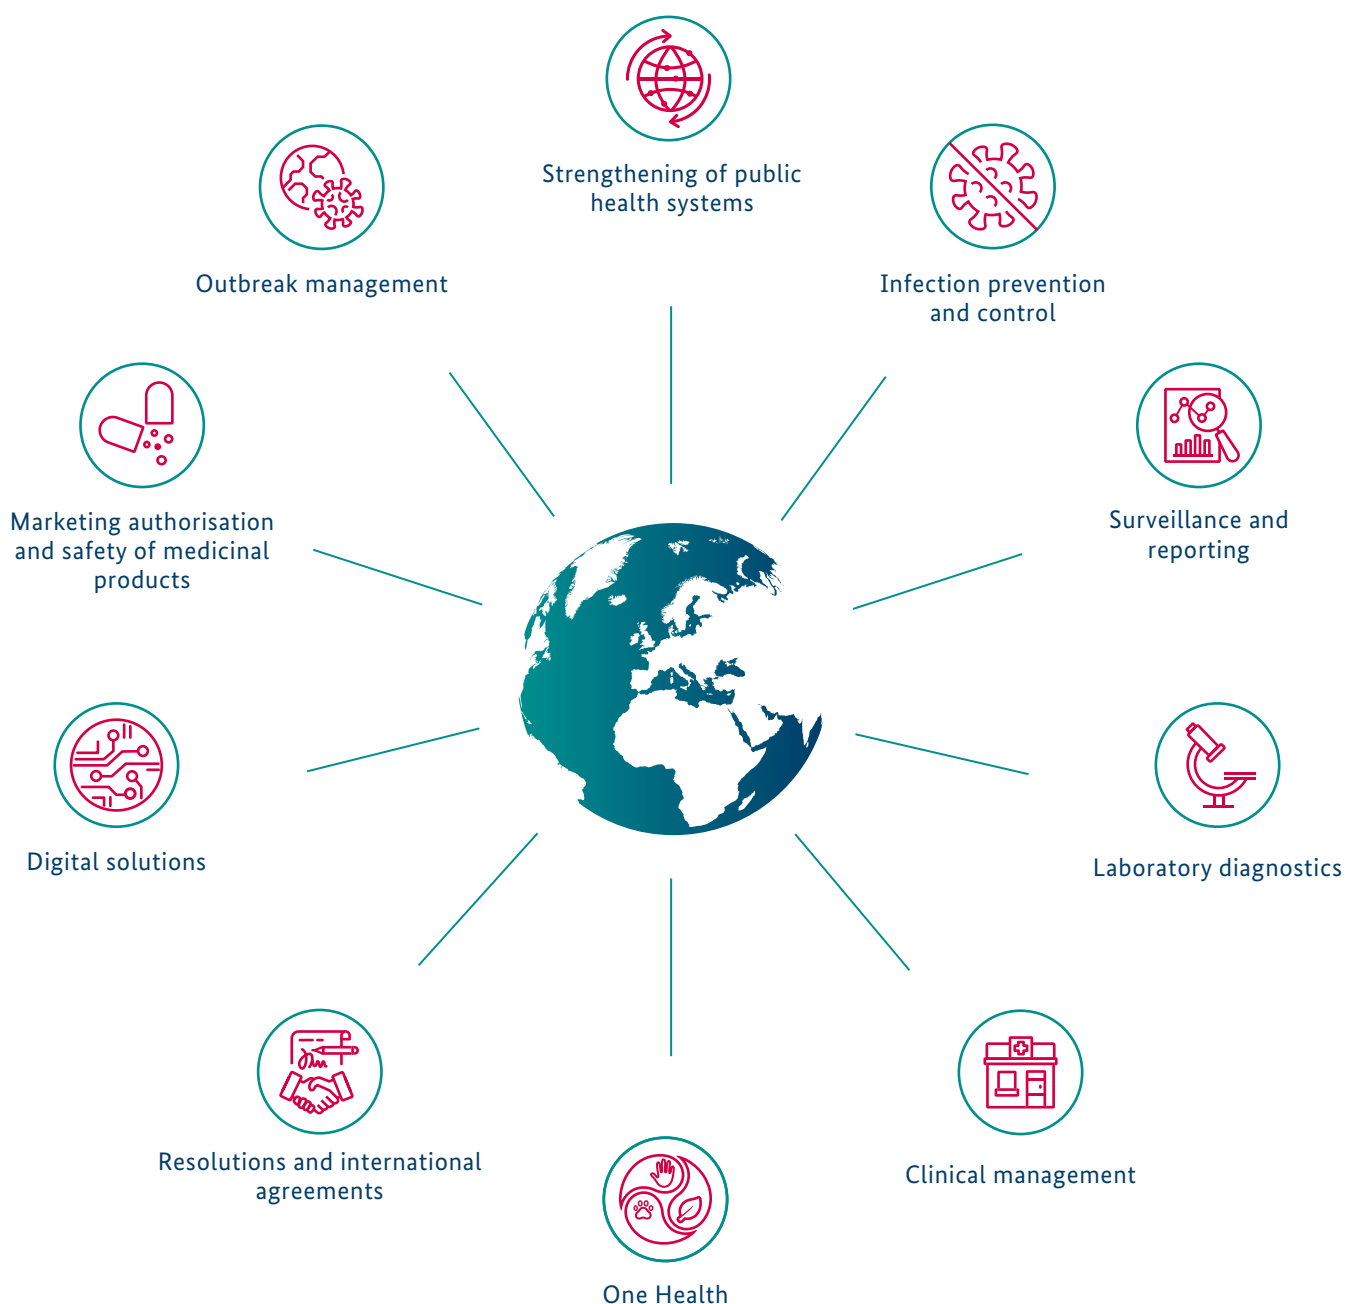 Strengthening of public
health systems
Outbreak management
Infection prevention
and control
Marketing authorisation
and safety of medicinal
products
Surveillance and
reporting
Digital solutions
Laboratory diagnostics
Resolutions and international
agreements
Clinical management
One Health